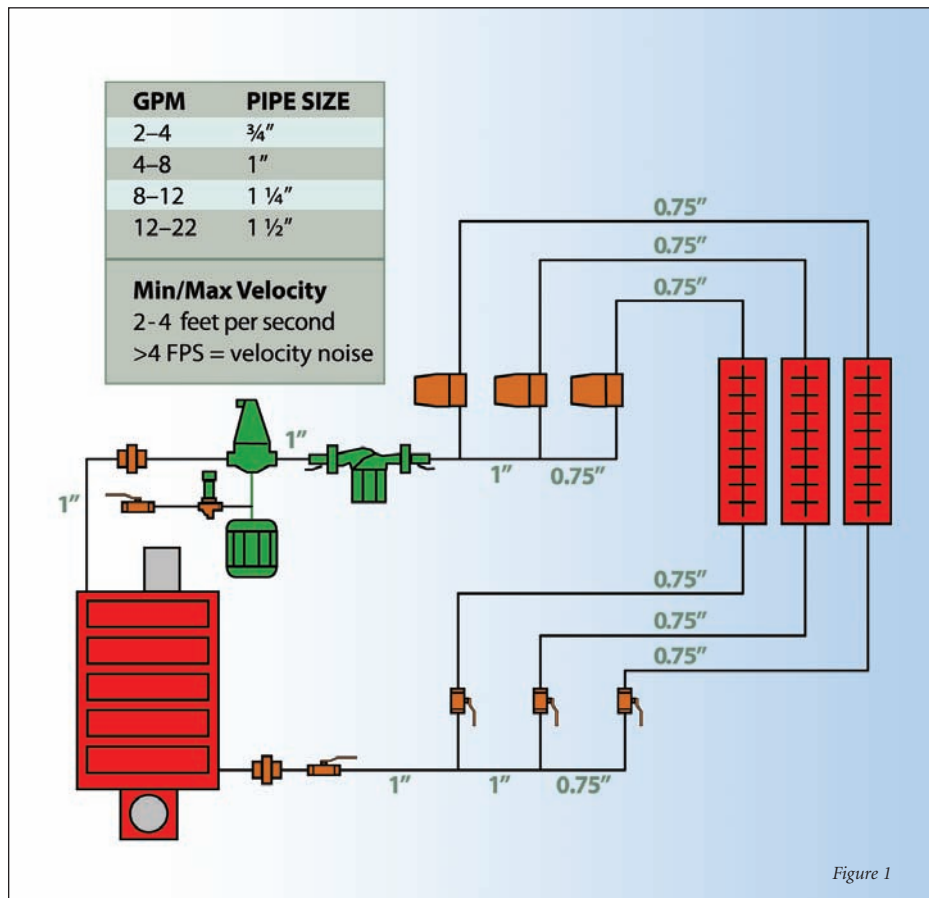 GPM PIPE SIZE
2–4 ¾"
4–8 1"
8–12 1 ¼"
12–22 1 ½"
Min/Max Velocity
2-4 feet per second
>4 FPS = velocity noise
0.75"
0.75"
0.75"
1"
1"
1" 0.75"
0.75"
0.75"
0.75"
1" 1" 0.75"
Figure 1